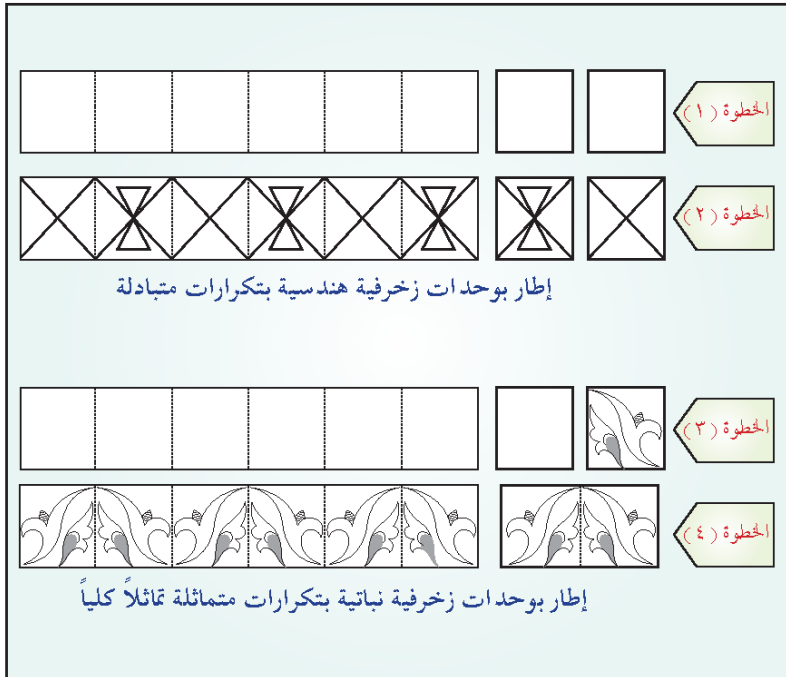 الخطوة (١)
الخطوة (٢)
إطار بوحدات زخرفية هندسية بتكرارات متبادلة
الخطوة (٣)
الخطوة (٤)
إطار بوحدات زخرفية نباتية بتكرارات متماثلة تماثلاً كلياً